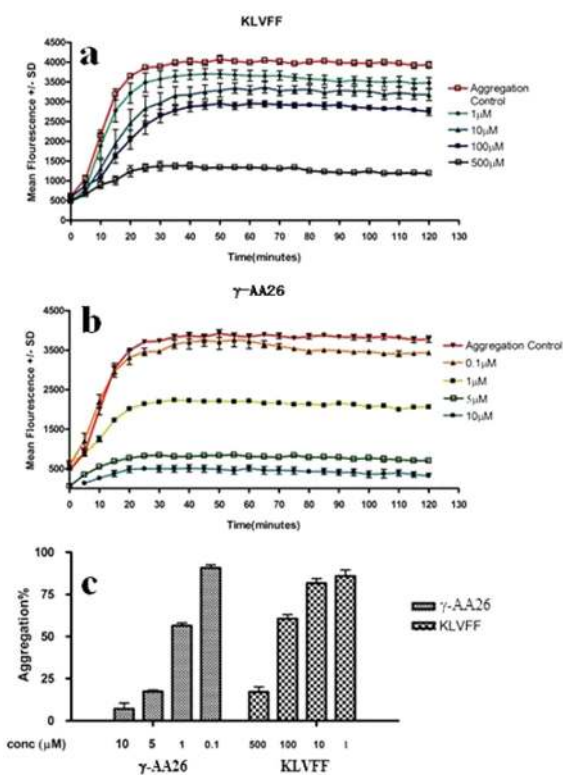 KLVFF
a
4500
4000
3500
3000
2500
2000
1500
1000
500
0
Mean Flourescence +/- SD
0 10 20 30 40 50 60 70 80 90 100 110 120 130
Time(minutes)
Aggregation
Control
1µM
10µM
100µM
500µM
γ-AA26
b
4500
3500
2500
1500
500
Mean Flourescence +/- SD
0 10 20 30 40 50 60 70 80 90 100 110 120 130
Time(minutes)
Aggregation Control
0.1µM
1µM
5µM
10µM
c
100
75
50
25
0
Aggregation%
γ-AA26
KLVFF
conc (µM) 10 5 1 0.1 500 100 10 1
γ-AA26 KLVFF